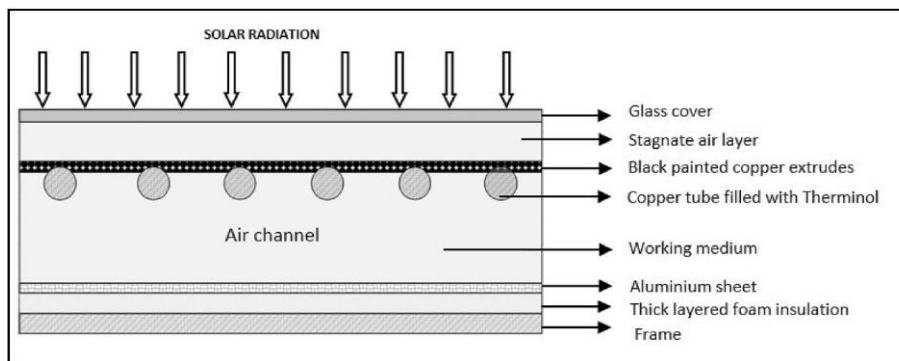 SOLAR RADIATION
Glass cover
Stagnate air layer
Black painted copper extrudes
Copper tube filled with Therminol
Air channel
Working medium
Aluminium sheet
Thick layered foam insulation
Frame